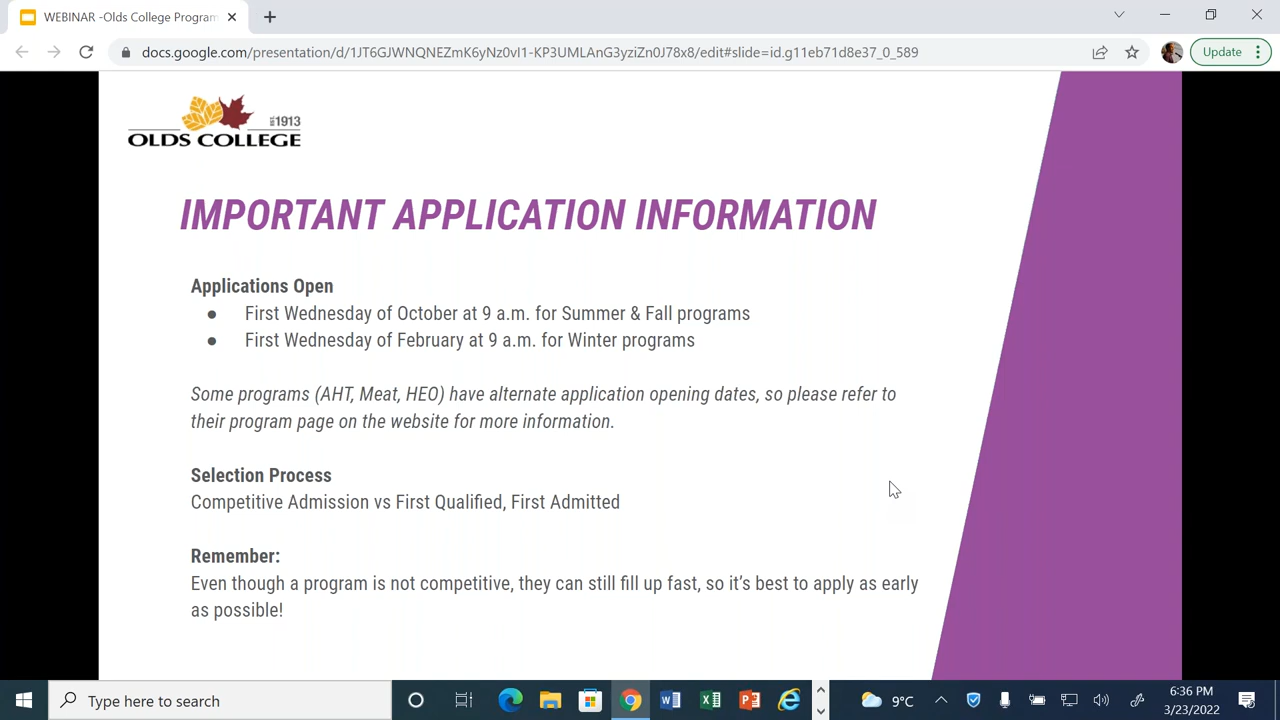 WEBINAR -Olds College Program
docs.google.com/presentation/d/1JT6GJWNQNEZmK6yNz0vI1-KP3UMLAnG3yziZn0J78x8/edit#slide=id.g11eb71d8e37_0_589
Update
EST. 1913
OLDS COLLEGE
IMPORTANT APPLICATION INFORMATION
Applications Open
● First Wednesday of October at 9 a.m. for Summer & Fall programs
● First Wednesday of February at 9 a.m. for Winter programs
Some programs (AHT, Meat, HEO) have alternate application opening dates, so please refer to
their program page on the website for more information.
Selection Process
Competitive Admission vs First Qualified, First Admitted
Remember:
Even though a program is not competitive, they can still fill up fast, so it's best to apply as early
as possible!
Type here to search
9°C
6:36 PM
3/23/2022